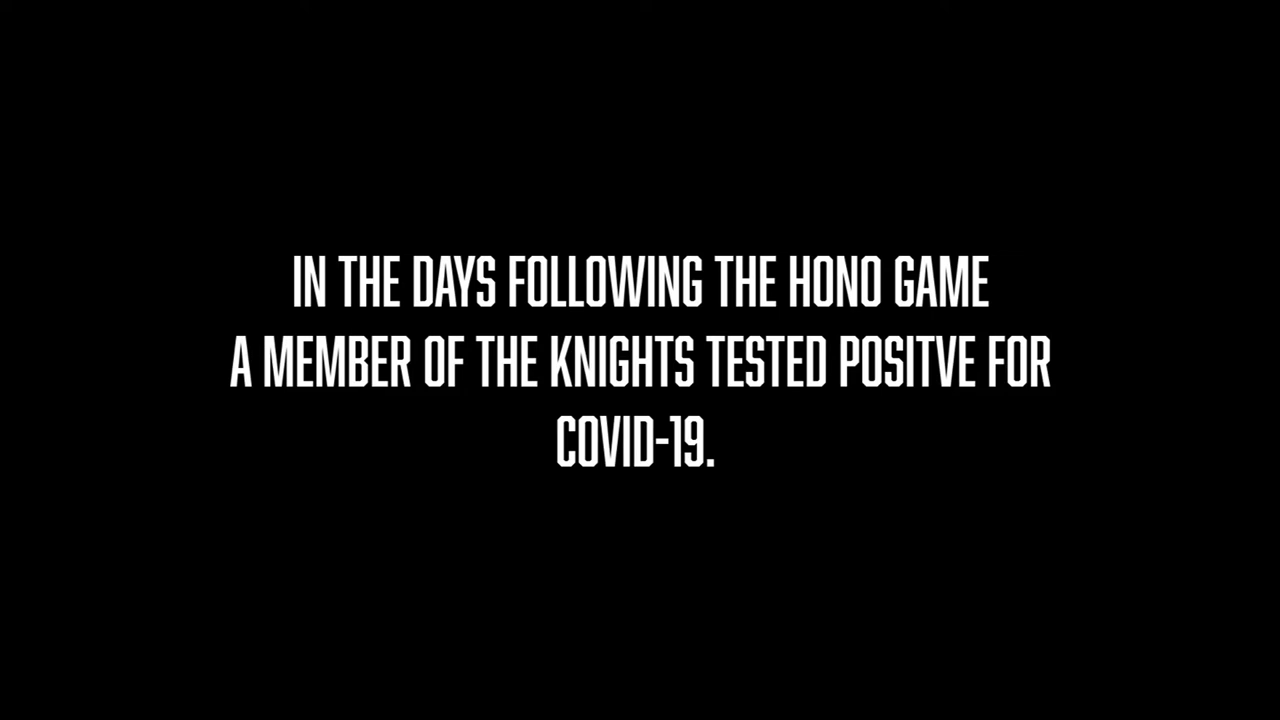 IN THE DAYS FOLLOWING THE HONO GAME
A MEMBER OF THE KNIGHTS TESTED POSITVE FOR
COVID-19.